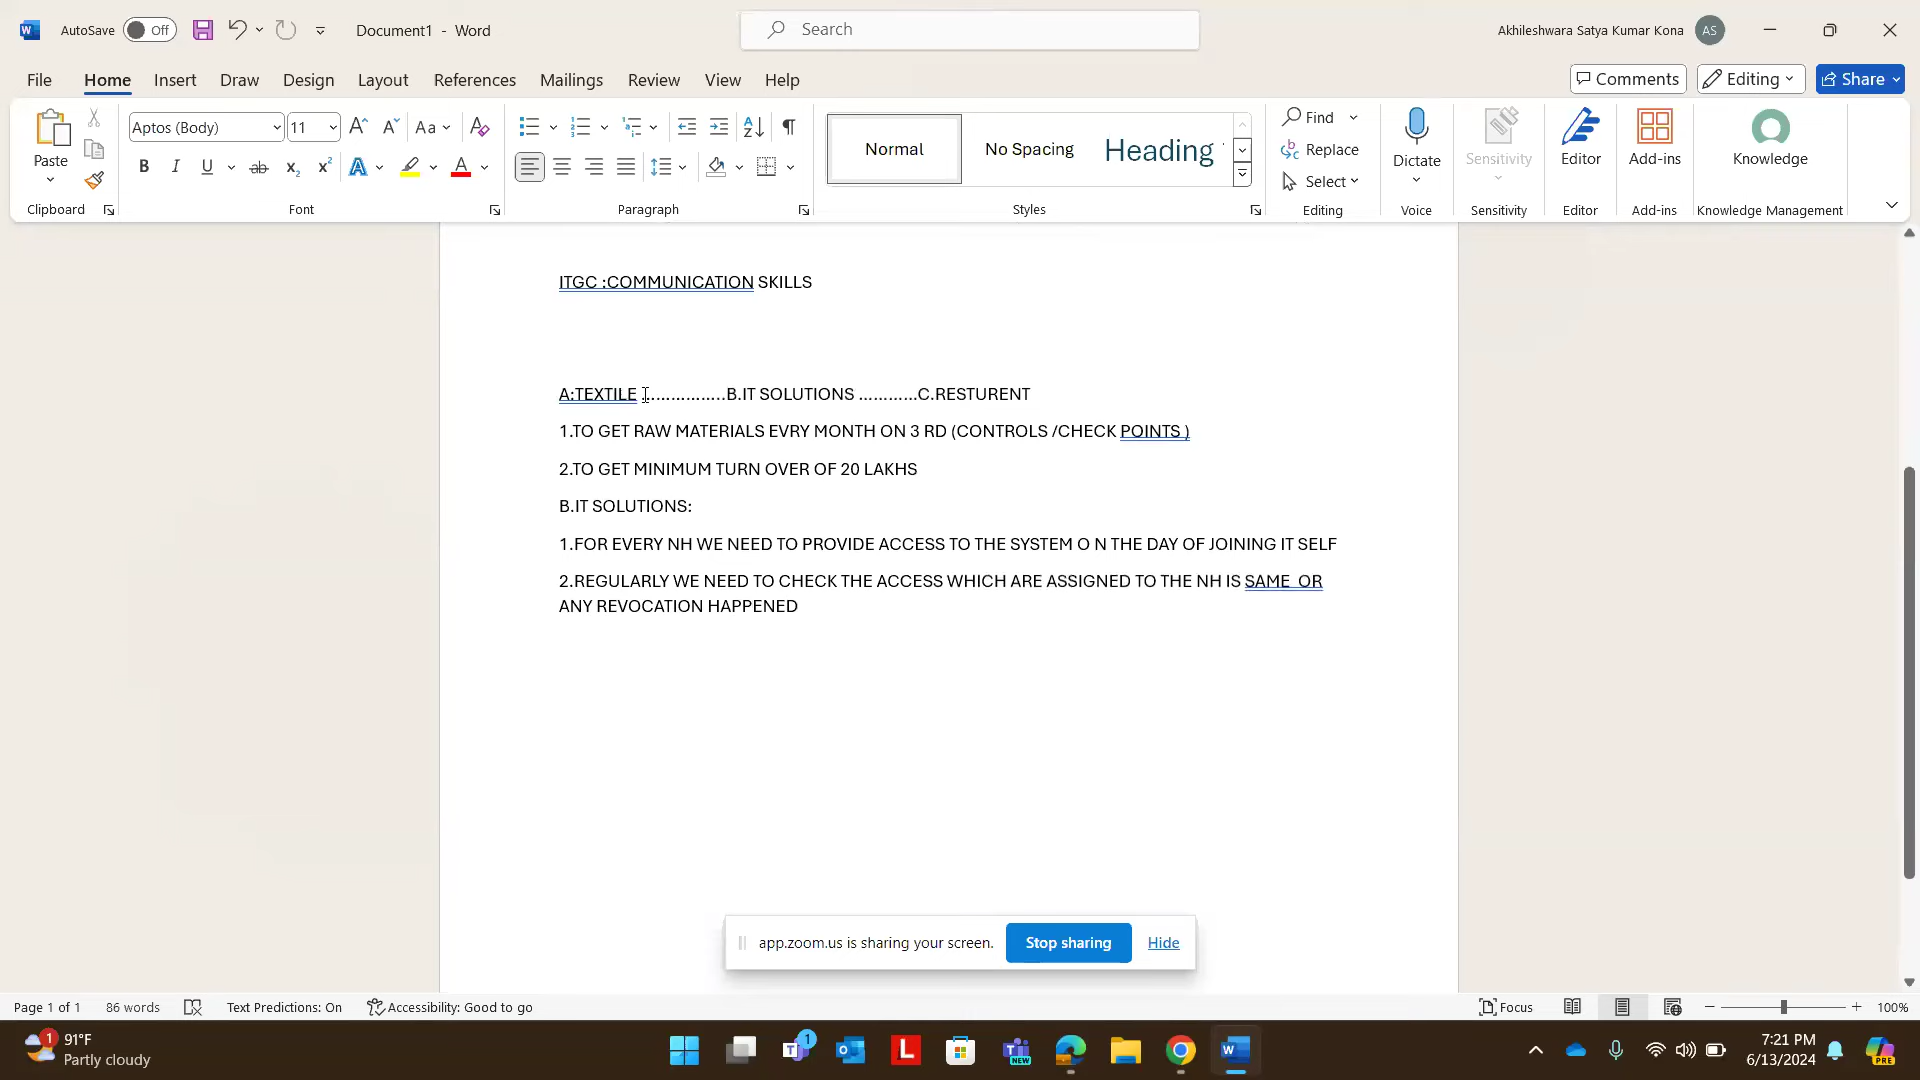 AutoSave Off Document1 - Word Search Akhileshwara Satya Kumar Kona AS
File Home Insert Draw Design Layout References Mailings Review View Help Comments Editing Share
Paste Aptos (Body) 11 Aa Normal No Spacing Heading Find Replace Select Dictate Sensitivity Editor Add-ins Knowledge
Clipboard Font Paragraph Styles Editing Voice Sensitivity Editor Add-ins Knowledge Management
ITGC :COMMUNICATION SKILLS
A:TEXTILE ……………..B.IT SOLUTIONS …………C.RESTURENT
1.TO GET RAW MATERIALS EVRY MONTH ON 3 RD (CONTROLS /CHECK POINTS )
2.TO GET MINIMUM TURN OVER OF 20 LAKHS
B.IT SOLUTIONS:
1.FOR EVERY NH WE NEED TO PROVIDE ACCESS TO THE SYSTEM O N THE DAY OF JOINING IT SELF
2.REGULARLY WE NEED TO CHECK THE ACCESS WHICH ARE ASSIGNED TO THE NH IS SAME  OR
ANY REVOCATION HAPPENED
app.zoom.us is sharing your screen. Stop sharing Hide
Page 1 of 1 86 words Text Predictions: On Accessibility: Good to go Focus 100%
1 91°F 1 NEW 7:21 PM
Partly cloudy 6/13/2024 PRE